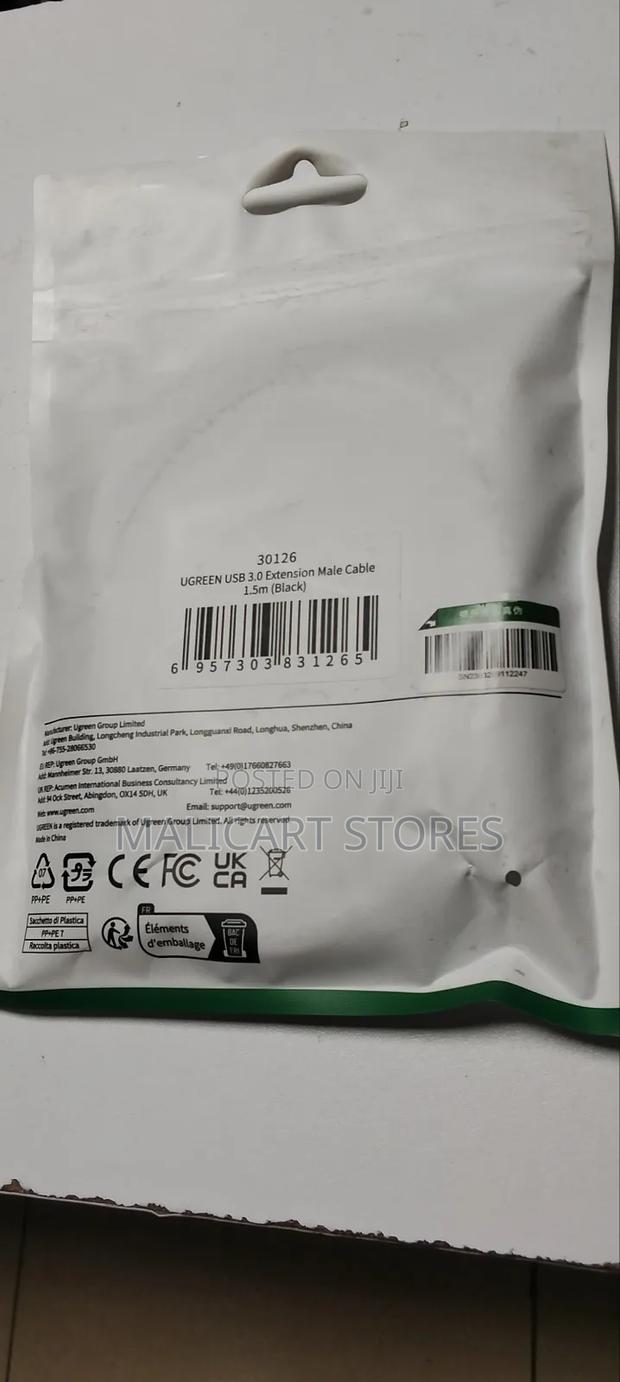 30126
UGREEN USB 3.0 Extension Male Cable
1.5m (Black)
6 957303 831265
Manufacturer: Ugreen Group Limited
Add: Ugreen Building, Longcheng Industrial Park, Longguanxi Road, Longhua, Shenzhen, China
Tel: +86-755-28066530
EU REP: Ugreen Group GmbH
Add: Mannheimer Str. 13, 30880 Laatzen, Germany Tel: +49(0)17660827663
UK REP: Acumen International Business Consultancy Limited
Add: 94 Ock Street, Abingdon, OX14 5DH, UK Tel: +44(0)1235200526
Web: www.ugreen.com Email: support@ugreen.com
UGREEN is a registered trademark of Ugreen Group Limited. All rights reserved
Made in China
POSTED ON JIJI
MALICART STORES
07
PP+PE
PP+PE
CE FC UK CA
Sacchetto di Plastica
PP+PE 7
Raccolta plastica
FR
Éléments
d'emballage
BAC
DE
TRI